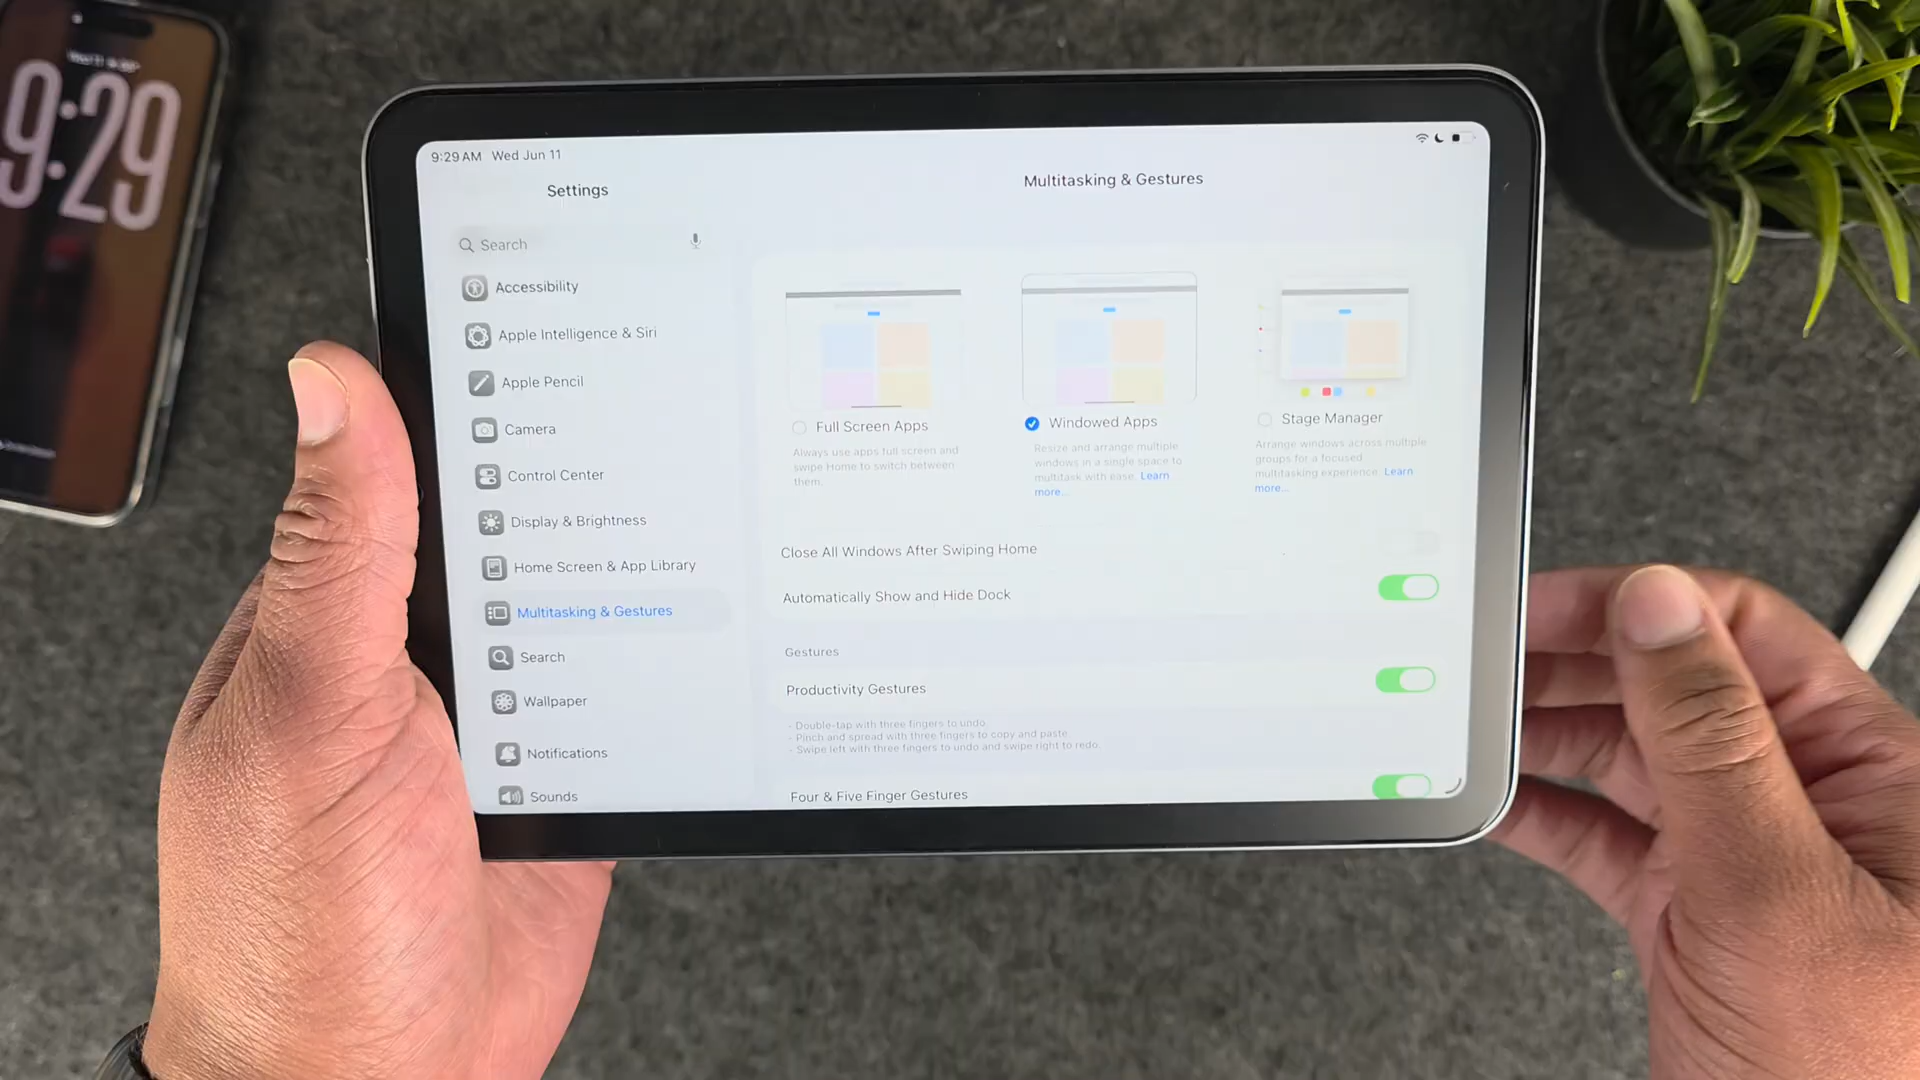 9:29
9:29 AM Wed Jun 11
Settings
Search
Accessibility
Apple Intelligence & Siri
Apple Pencil
Camera
Control Center
Display & Brightness
Home Screen & App Library
Multitasking & Gestures
Search
Wallpaper
Notifications
Sounds
Multitasking & Gestures
Full Screen Apps
Always use apps full screen and
swipe Home to switch between
them.
Windowed Apps
Resize and arrange multiple
windows in a single space to
multitask with ease. Learn
more...
Stage Manager
Arrange windows across multiple
groups for a focused
multitasking experience. Learn
more...
Close All Windows After Swiping Home
Automatically Show and Hide Dock
Gestures
Productivity Gestures
- Double-tap with three fingers to undo.
- Pinch and spread with three fingers to copy and paste.
- Swipe left with three fingers to undo and swipe right to redo.
Four & Five Finger Gestures